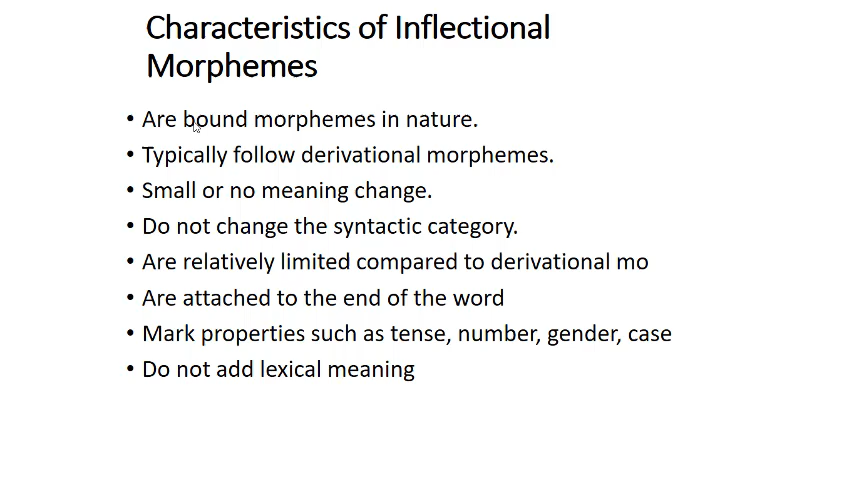 Characteristics of Inflectional
Morphemes
• Are bound morphemes in nature.
• Typically follow derivational morphemes.
• Small or no meaning change.
• Do not change the syntactic category.
• Are relatively limited compared to derivational mo
• Are attached to the end of the word
• Mark properties such as tense, number, gender, case
• Do not add lexical meaning